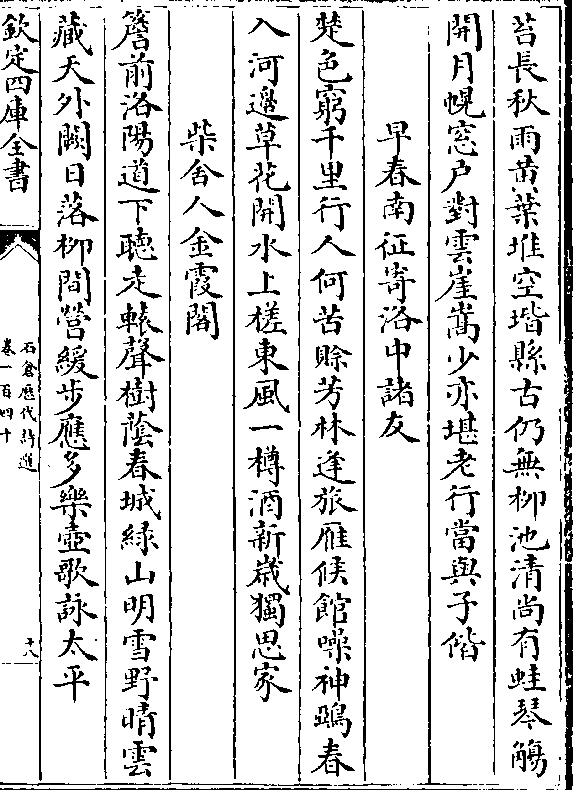 苔長秋雨黄葉堆空堦縣古仍無柳池清尚有蛙琴觴
開月幌窓户對雲崖嵩少亦堪老行當與子偕
早春南征寄洛中諸友
楚色窮千里行人何苦賖芳林逢旅雁候館噪神鴉春
入河邊草花開水上槎東風一樽酒新歳獨思家
柴舍人金霞閣
簷前洛陽道下聽走轅聲樹蔭春城緑山明雪野晴雲
藏天外闕日落柳間營緩步應多樂壺歌詠太平
欽定四庫全書
石倉歴代詩選
卷一百四十
十八